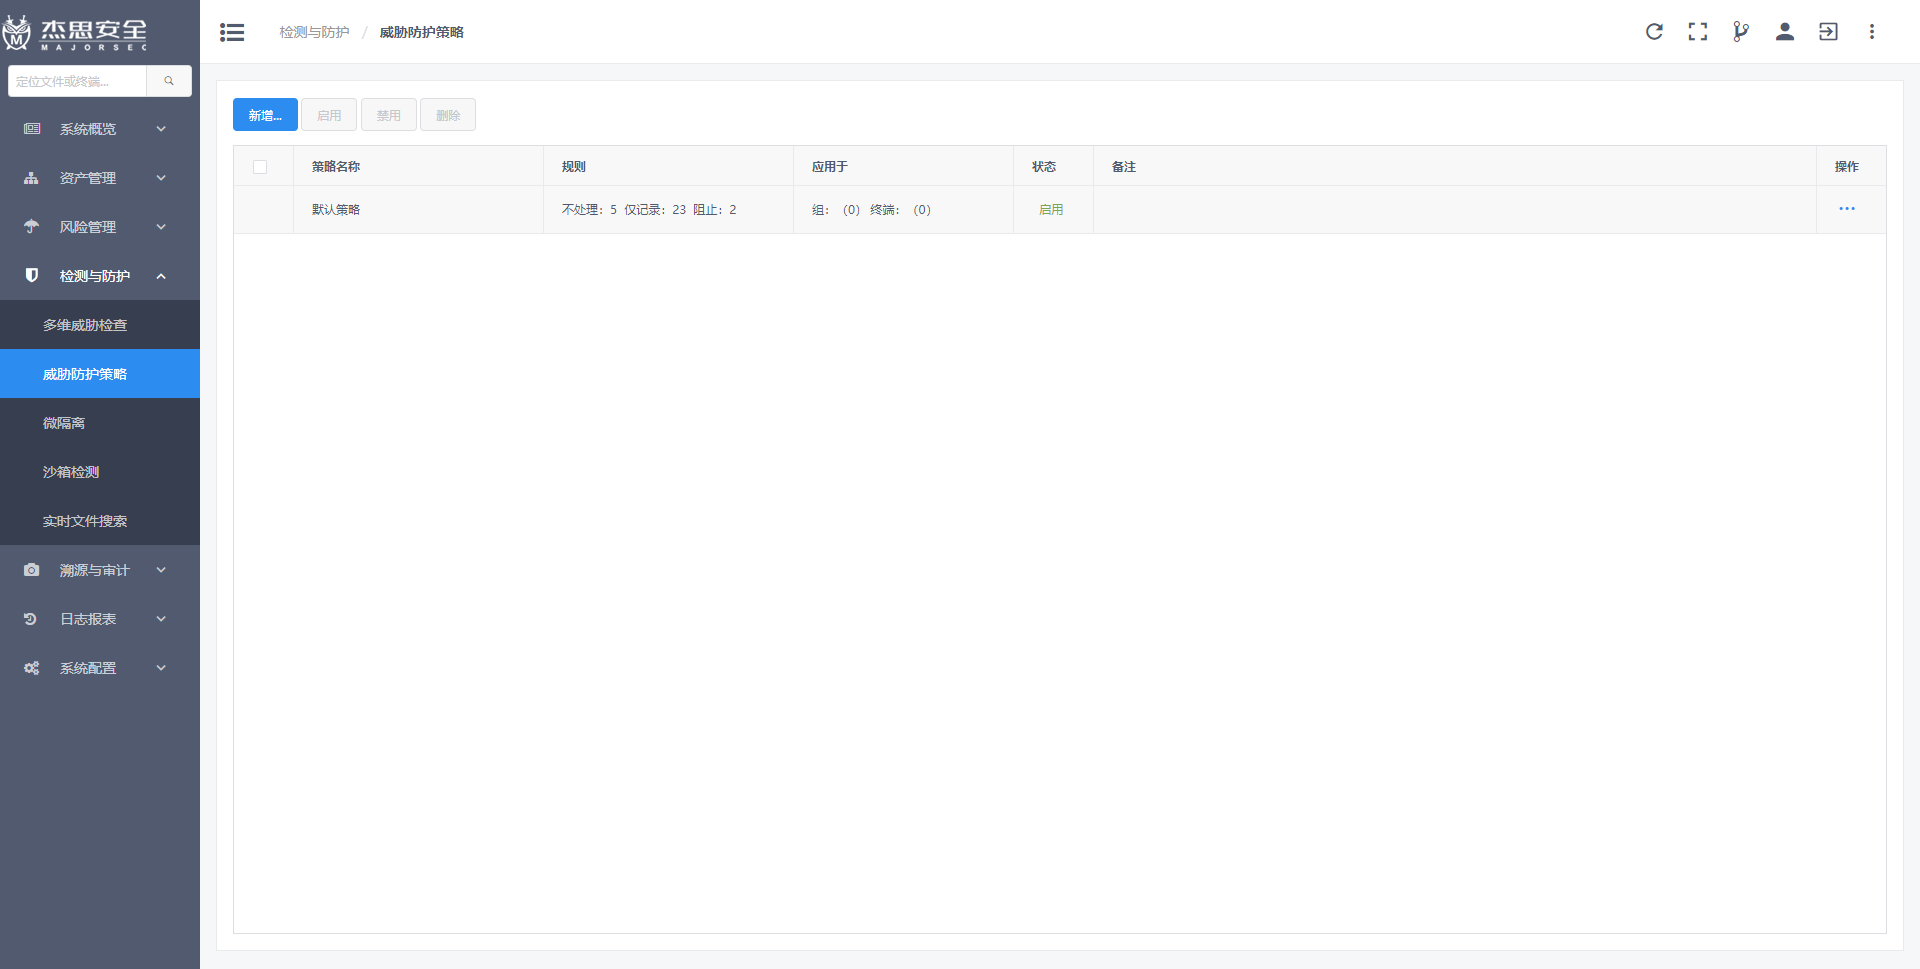 杰思安全
MAJORSEC
定位文件或终端...
系统概览
资产管理
风险管理
检测与防护
多维威胁检查
威胁防护策略
微隔离
沙箱检测
实时文件搜索
溯源与审计
日志报表
系统配置
检测与防护 / 威胁防护策略
新增... 启用 禁用 删除
策略名称 规则 应用于 状态 备注 操作
默认策略 不处理: 5 仅记录: 23 阻止: 2 组: （0） 终端: （0） 启用 ...